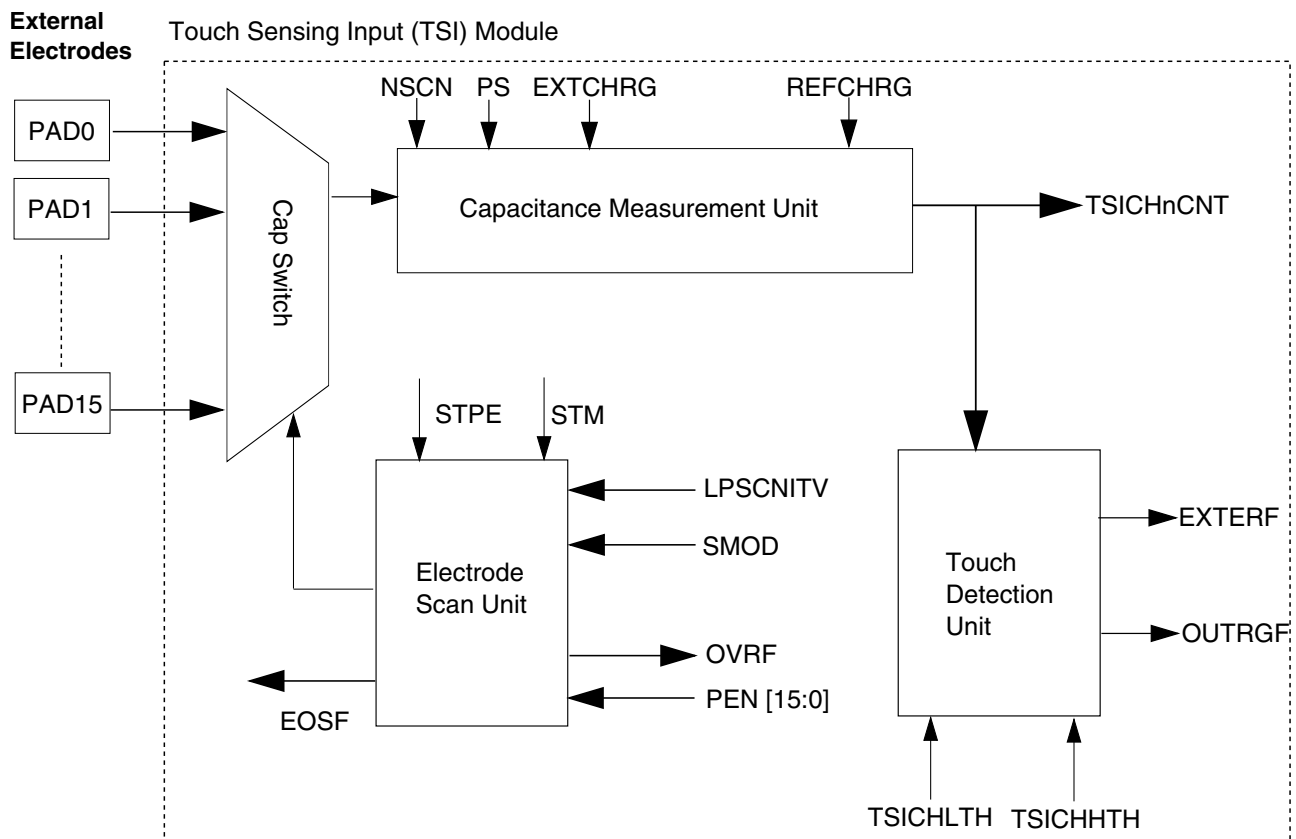 External
Electrodes
Touch Sensing Input (TSI) Module
NSCN PS EXTCHRG REFCHRG
PAD0
PAD1
PAD15
Cap Switch
Capacitance Measurement Unit
TSICHnCNT
STPE STM
LPSCNITV
SMOD
Electrode
Scan Unit
OVRF
PEN [15:0]
EOSF
Touch
Detection
Unit
EXTERF
OUTRGF
TSICHLTH TSICHHTH